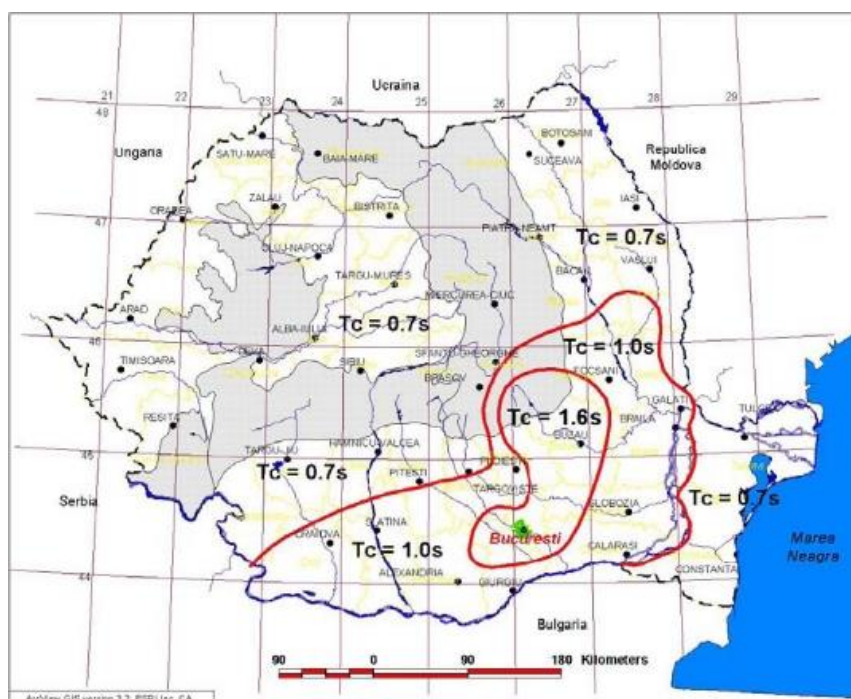 Ucraina
21
22
23
24
25
26
27
28
29
48
BOTOSANI
SATU-MARE
BAIA-MARE
SUCEAVA
Ungaria
Republica
Moldova
ZALAU
BISTRITA
IASI
ORADEA
47
PIATRA-NEAMT
CLUJ-NAPOCA
Tc = 0.7s
TARGU-MURES
BACAU
VASLUI
MIERCUREA-CIUC
ARAD
ALBA-IULIA
Tc = 0.7s
46
DEVA
SIBIU
SFANTU-GHEORGHE
Tc = 1.0s
TIMISOARA
BRASOV
FOCSANI
RESITA
Tc = 1.6s
GALATI
BRAILA
TULCEA
RAMNICU-VALCEA
BUZAU
45
TARGU-JIU
Tc = 0.7s
PITESTI
PLOIESTI
TARGOVISTE
Serbia
Tc = 0.7s
SLOBOZIA
SLATINA
CRAIOVA
Bucuresti
Tc = 1.0s
CALARASI
Marea
Neagra
44
ALEXANDRIA
GIURGIU
CONSTANTA
Bulgaria
90 0 90 180 Kilometers